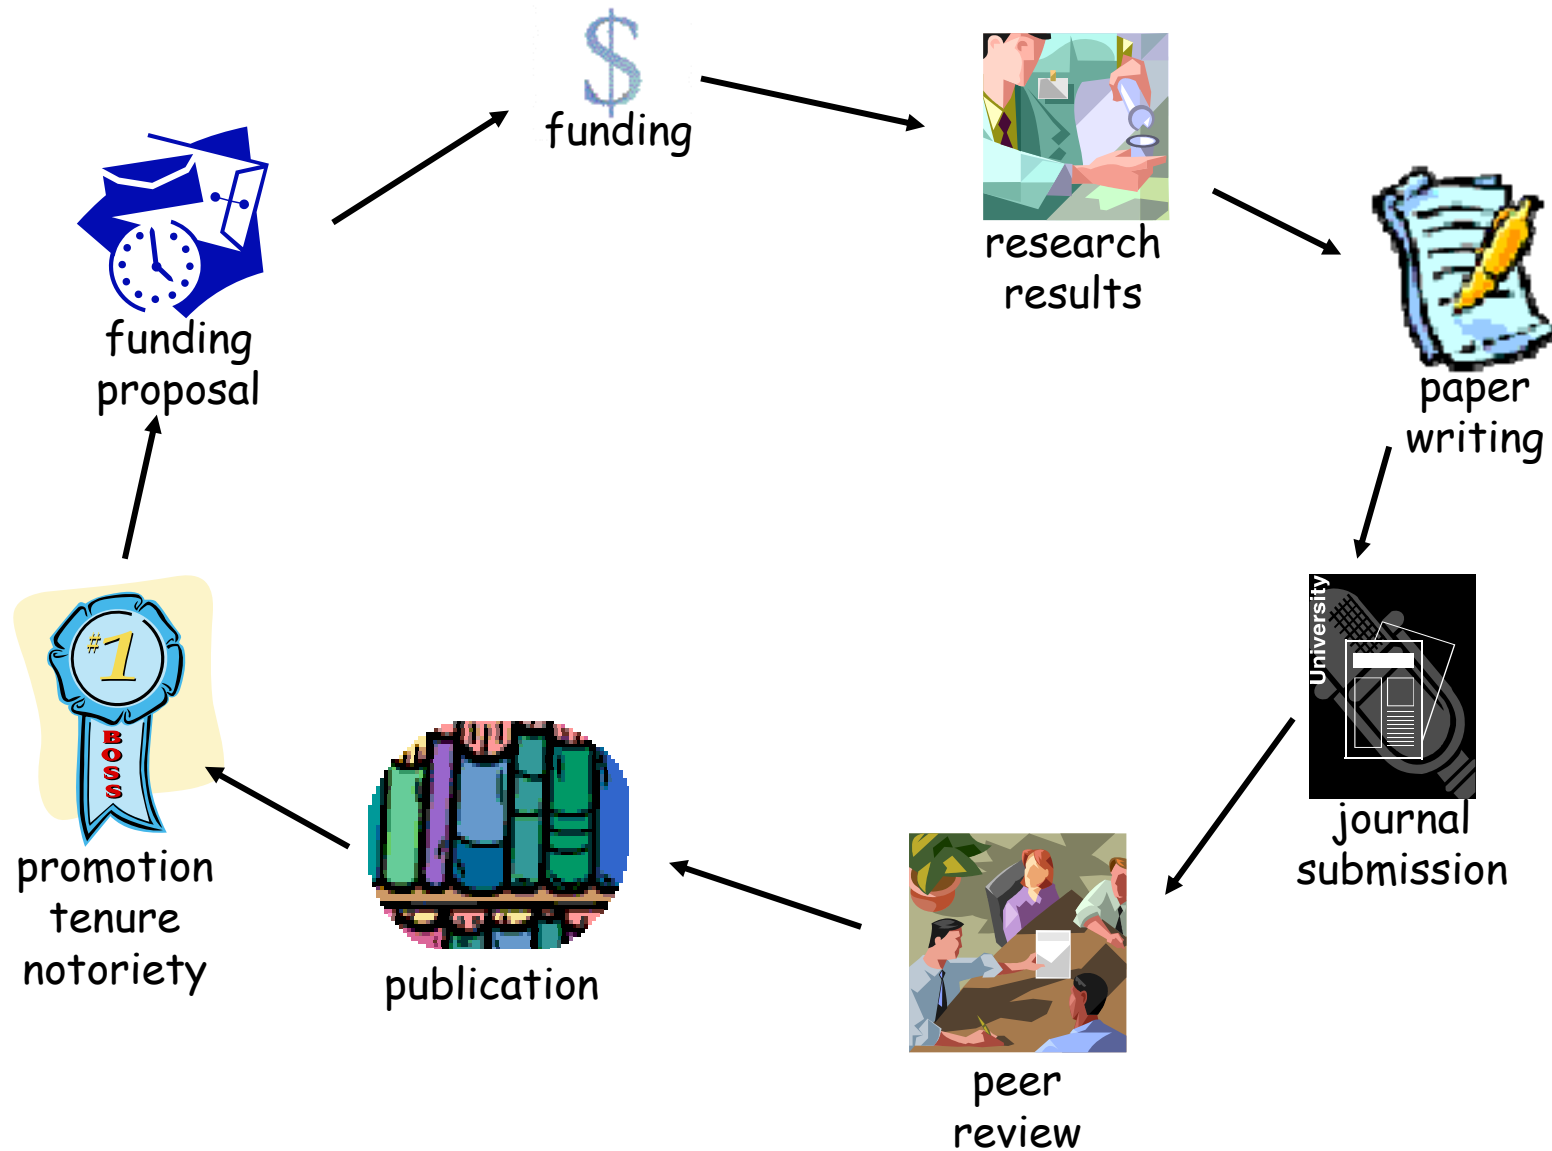 $
funding
research
results
paper
writing
University
journal
submission
peer
review
publication
#1
BOSS
promotion
tenure
notoriety
funding
proposal